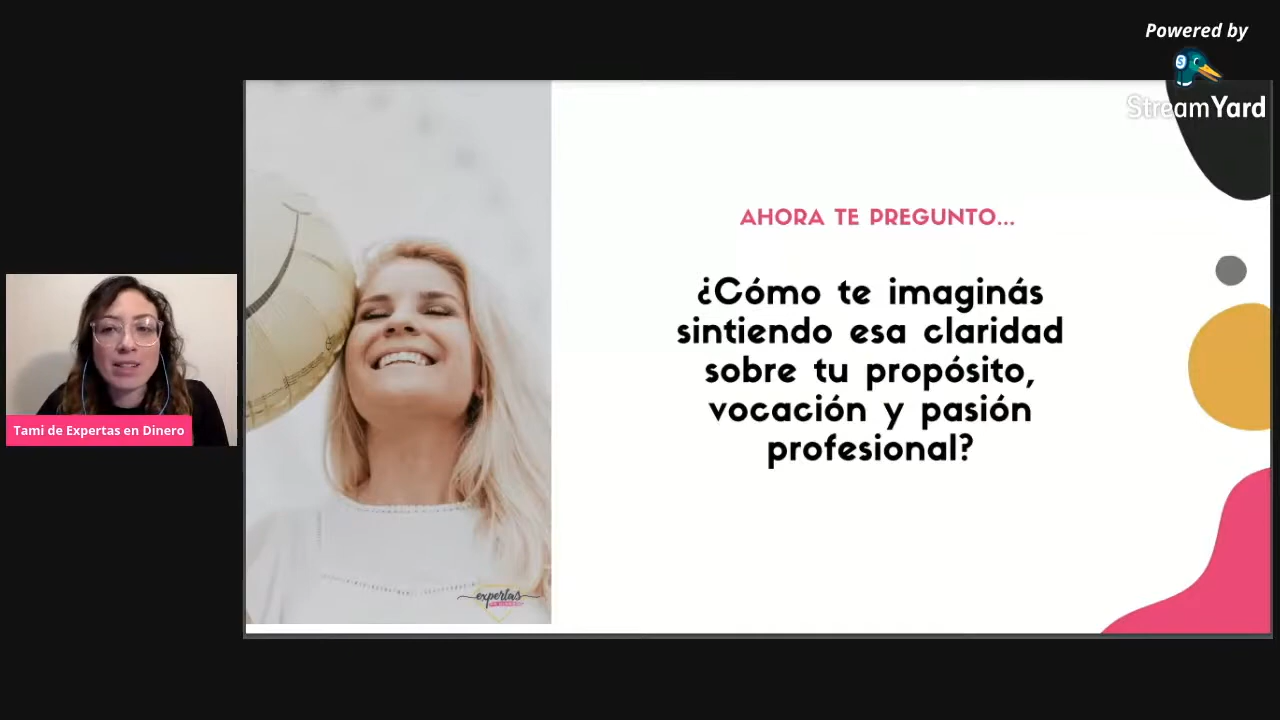 Powered by
StreamYard
AHORA TE PREGUNTO...
¿Cómo te imaginás
sintiendo esa claridad
sobre tu propósito,
vocación y pasión
profesional?
Tami de Expertas en Dinero
expertas